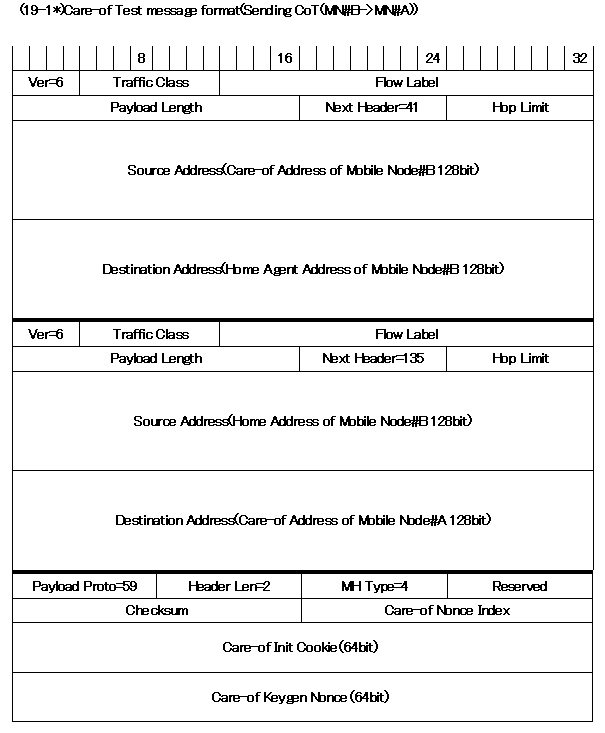 (19-1*)Care-of Test message format(Sending CoT(MN#B->MN#A))
8 16 24 32
Ver=6 Traffic Class Flow Label
Payload Length Next Header=41 Hop Limit
Source Address(Care-of Address of Mobile Node#B 128bit)
Destination Address(Home Agent Address of Mobile Node#B 128bit)
Ver=6 Traffic Class Flow Label
Payload Length Next Header=135 Hop Limit
Source Address(Home Address of Mobile Node#B 128bit)
Destination Address(Care-of Address of Mobile Node#A 128bit)
Payload Proto=59 Header Len=2 MH Type=4 Reserved
Checksum Care-of Nonce Index
Care-of Init Cookie(64bit)
Care-of Keygen Nonce(64bit)